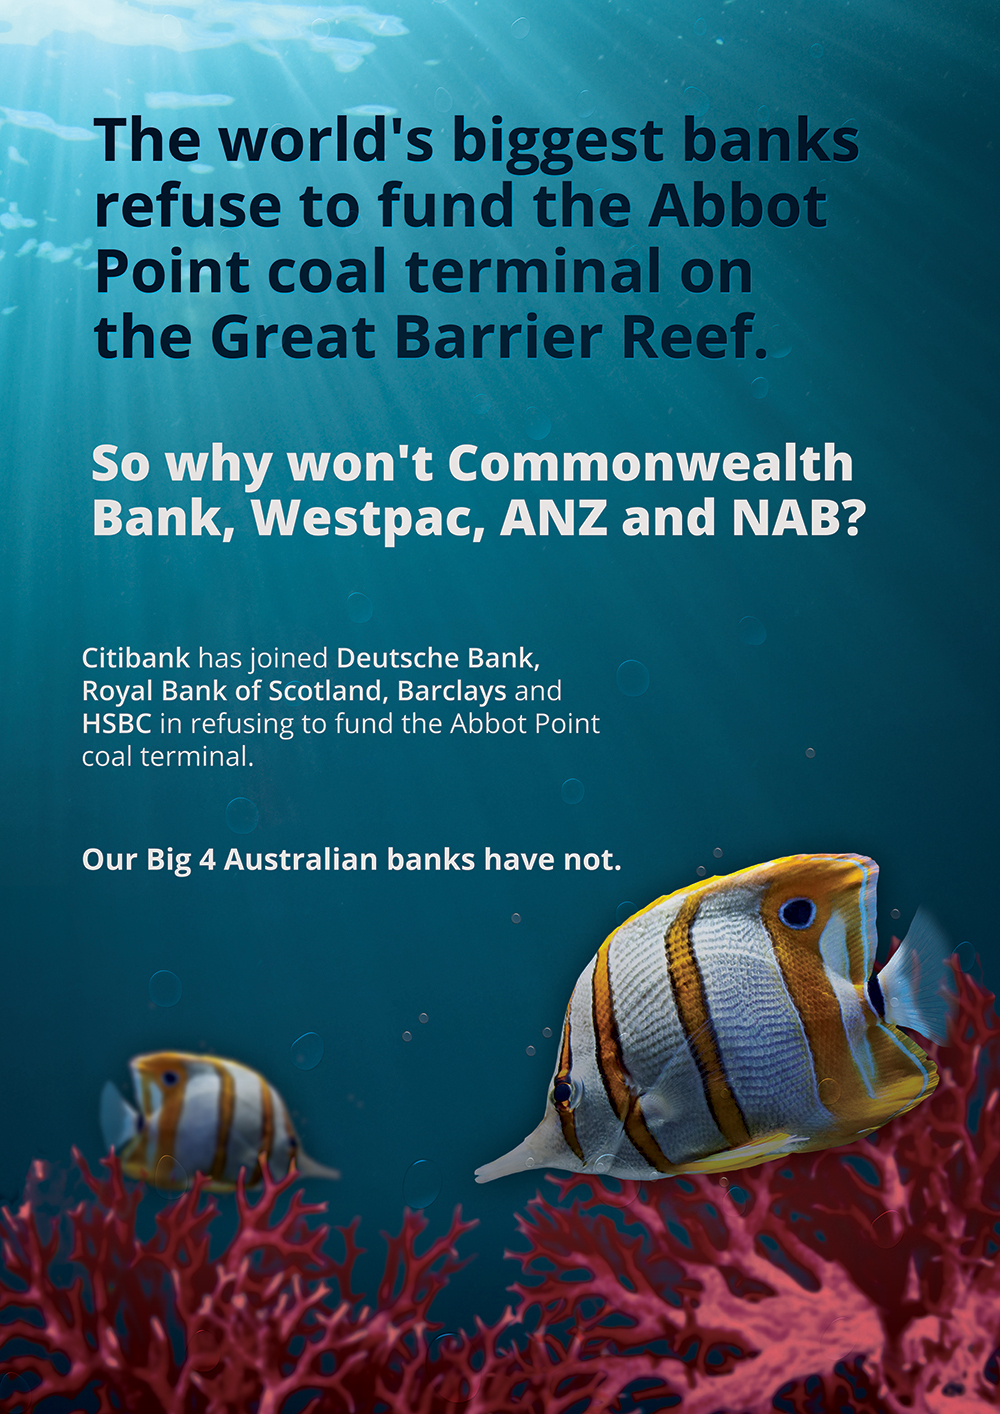 The world's biggest banks
refuse to fund the Abbot
Point coal terminal on
the Great Barrier Reef.
So why won't Commonwealth
Bank, Westpac, ANZ and NAB?
Citibank has joined Deutsche Bank,
Royal Bank of Scotland, Barclays and
HSBC in refusing to fund the Abbot Point
coal terminal.
Our Big 4 Australian banks have not.